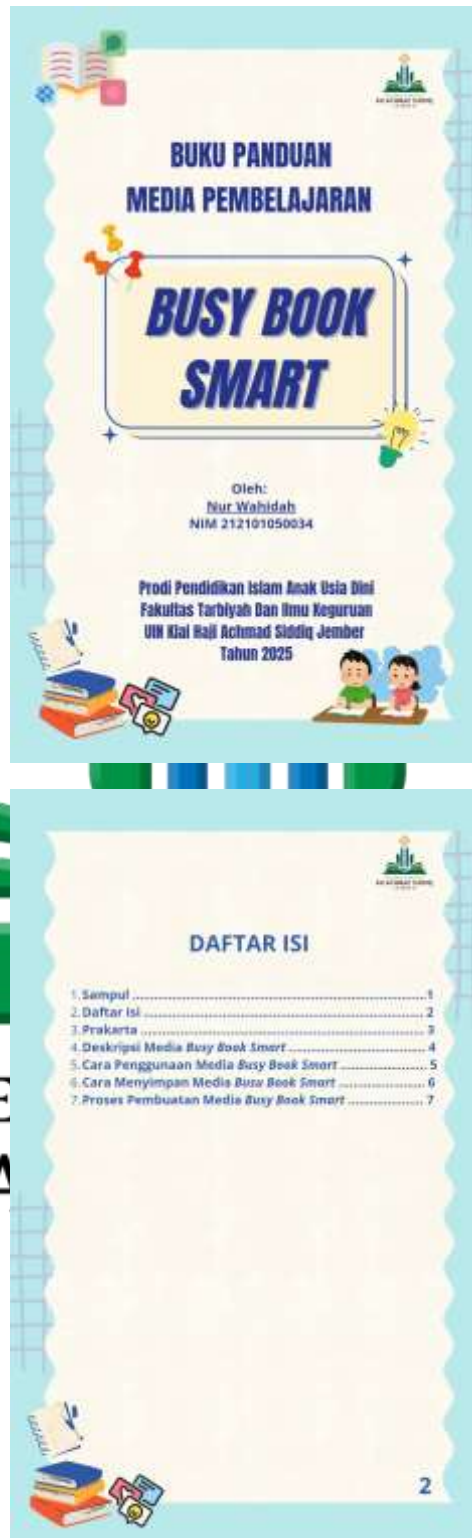 BUKU PANDUAN
MEDIA PEMBELAJARAN
BUSY BOOK
SMART
Oleh:
Nur Wahidah
NIM 212101050034
Prodi Pendidikan Islam Anak Usia Dini
Fakultas Tarbiyah Dan Ilmu Keguruan
UIN Kiai Haji Achmad Siddiq Jember
Tahun 2025
DAFTAR ISI
1. Sampul ........................................ 1
2. Daftar Isi ........................................ 2
3. Prakarta ........................................ 3
4. Deskripsi Media Busy Book Smart ........................ 4
5. Cara Penggunaan Media Busy Book Smart .................... 5
6. Cara Menyimpan Media Busu Book Smart .................... 6
7. Proses Pembuatan Media Busy Book Smart .................. 7
2